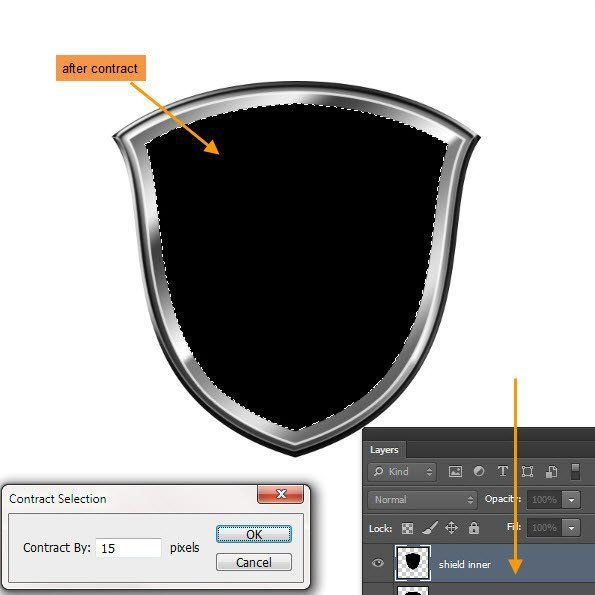 after contract
Contract Selection
Contract By: 15 pixels
OK
Cancel
Layers
Kind
Normal Opacity: 100%
Lock: Fill: 100%
shield inner